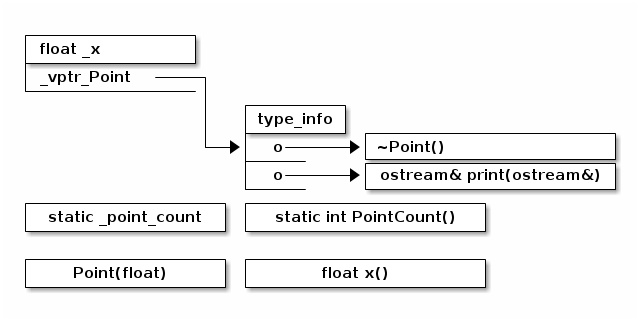 float _x
_vptr_Point
type_info
o
~Point()
o
ostream& print(ostream&)
static _point_count
static int PointCount()
Point(float)
float x()